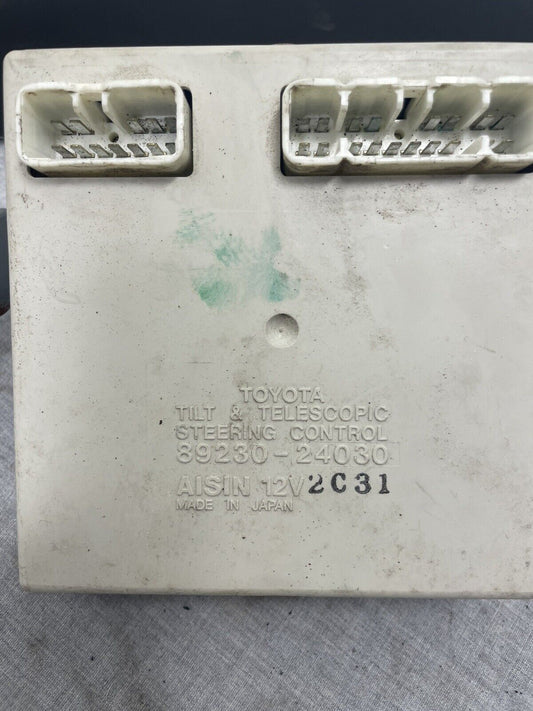 TOYOTA
TILT & TELESCOPIC
STEERING CONTROL
89230-24030
AISIN 12V 2C31
MADE IN JAPAN